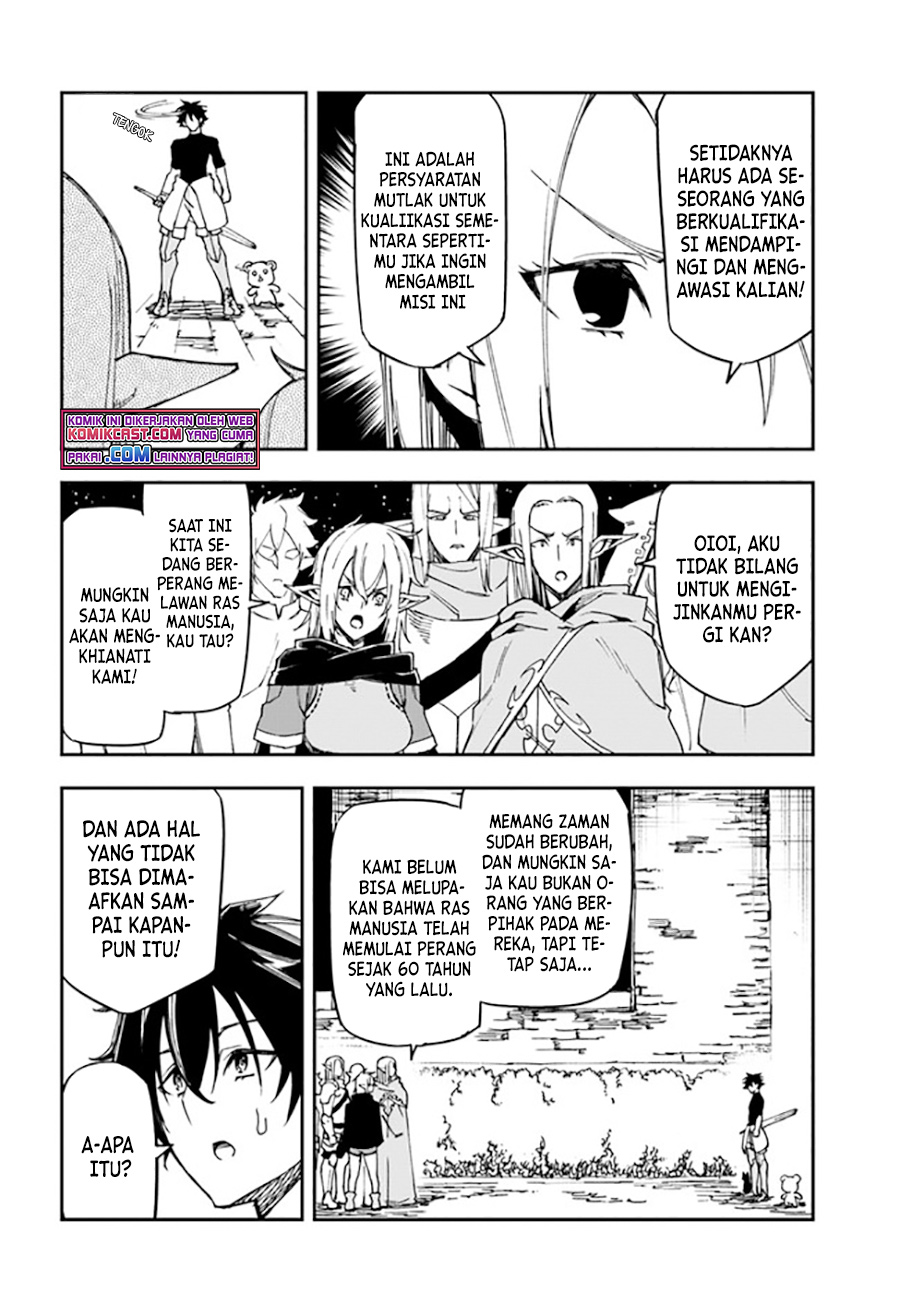 SETIDAKNYA
HARUS ADA SE-
SEORANG YANG
BERKUALIFIKA-
SI MENDAMPI-
NGI DAN MENG-
AWASI KALIAN!
INI ADALAH
PERSYARATAN
MUTLAK UNTUK
KUALIIKASI SEME-
NTARA SEPERTI-
MU JIKA INGIN
MENGAMBIL
MISI INI
TENGOK
KOMIK INI DIKERJAKAN OLEH WEB
KOMIKCAST.COM YANG CUMA
PAKAI .COM LAINNYA PLAGIAT!
OIOI, AKU
TIDAK BILANG
UNTUK MENGI-
JINKANMU PER-
GI KAN?
SAAT INI
KITA SE-
DANG BER-
PERANG ME-
LAWAN RAS
MANUSIA,
KAU TAU?
MUNGKIN
SAJA KAU
AKAN MENG-
KHIANATI
KAMI!
MEMANG ZAMAN
SUDAH BERUBAH,
DAN MUNGKIN SA-
JA KAU BUKAN O-
RANG YANG BER-
PIHAK PADA ME-
REKA, TAPI TE-
TAP SAJA...
KAMI BELUM
BISA MELUPA-
KAN BAHWA RAS
MANUSIA TELAH
MEMULAI PERANG
SEJAK 60 TAHUN
YANG LALU.
DAN ADA HAL
YANG TIDAK
BISA DIMA-
AFKAN SAM-
PAI KAPAN-
PUN ITU!
A-APA
ITU?